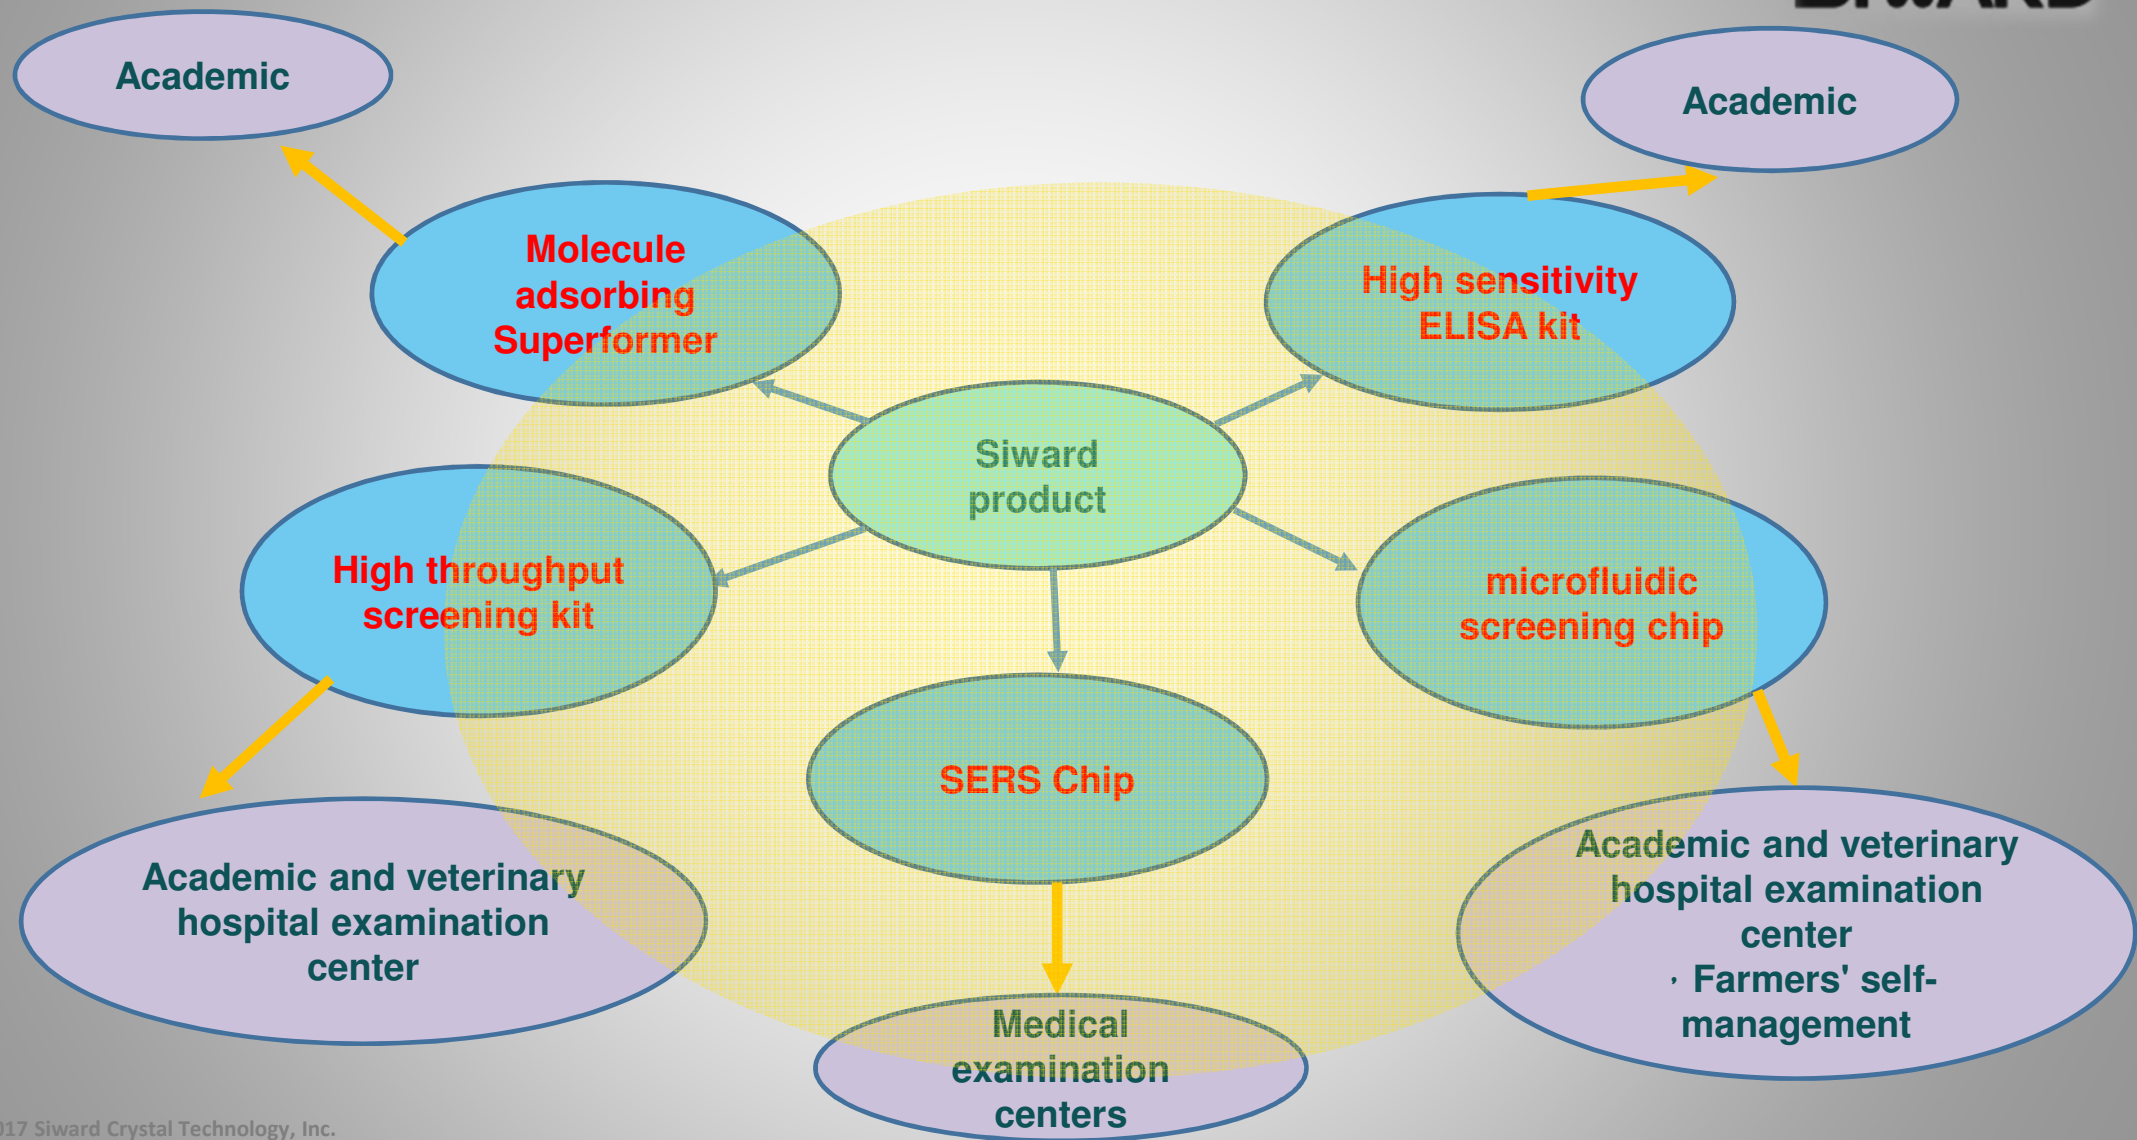 Academic
Academic
Molecule
adsorbing
Superformer
High sensitivity
ELISA kit
Siward
product
High throughput
screening kit
microfluidic
screening chip
SERS Chip
Academic and veterinary
hospital examination
center
Academic and veterinary
hospital examination
center
, Farmers' self-
management
Medical
examination
centers
Siward Crystal Technology, Inc.